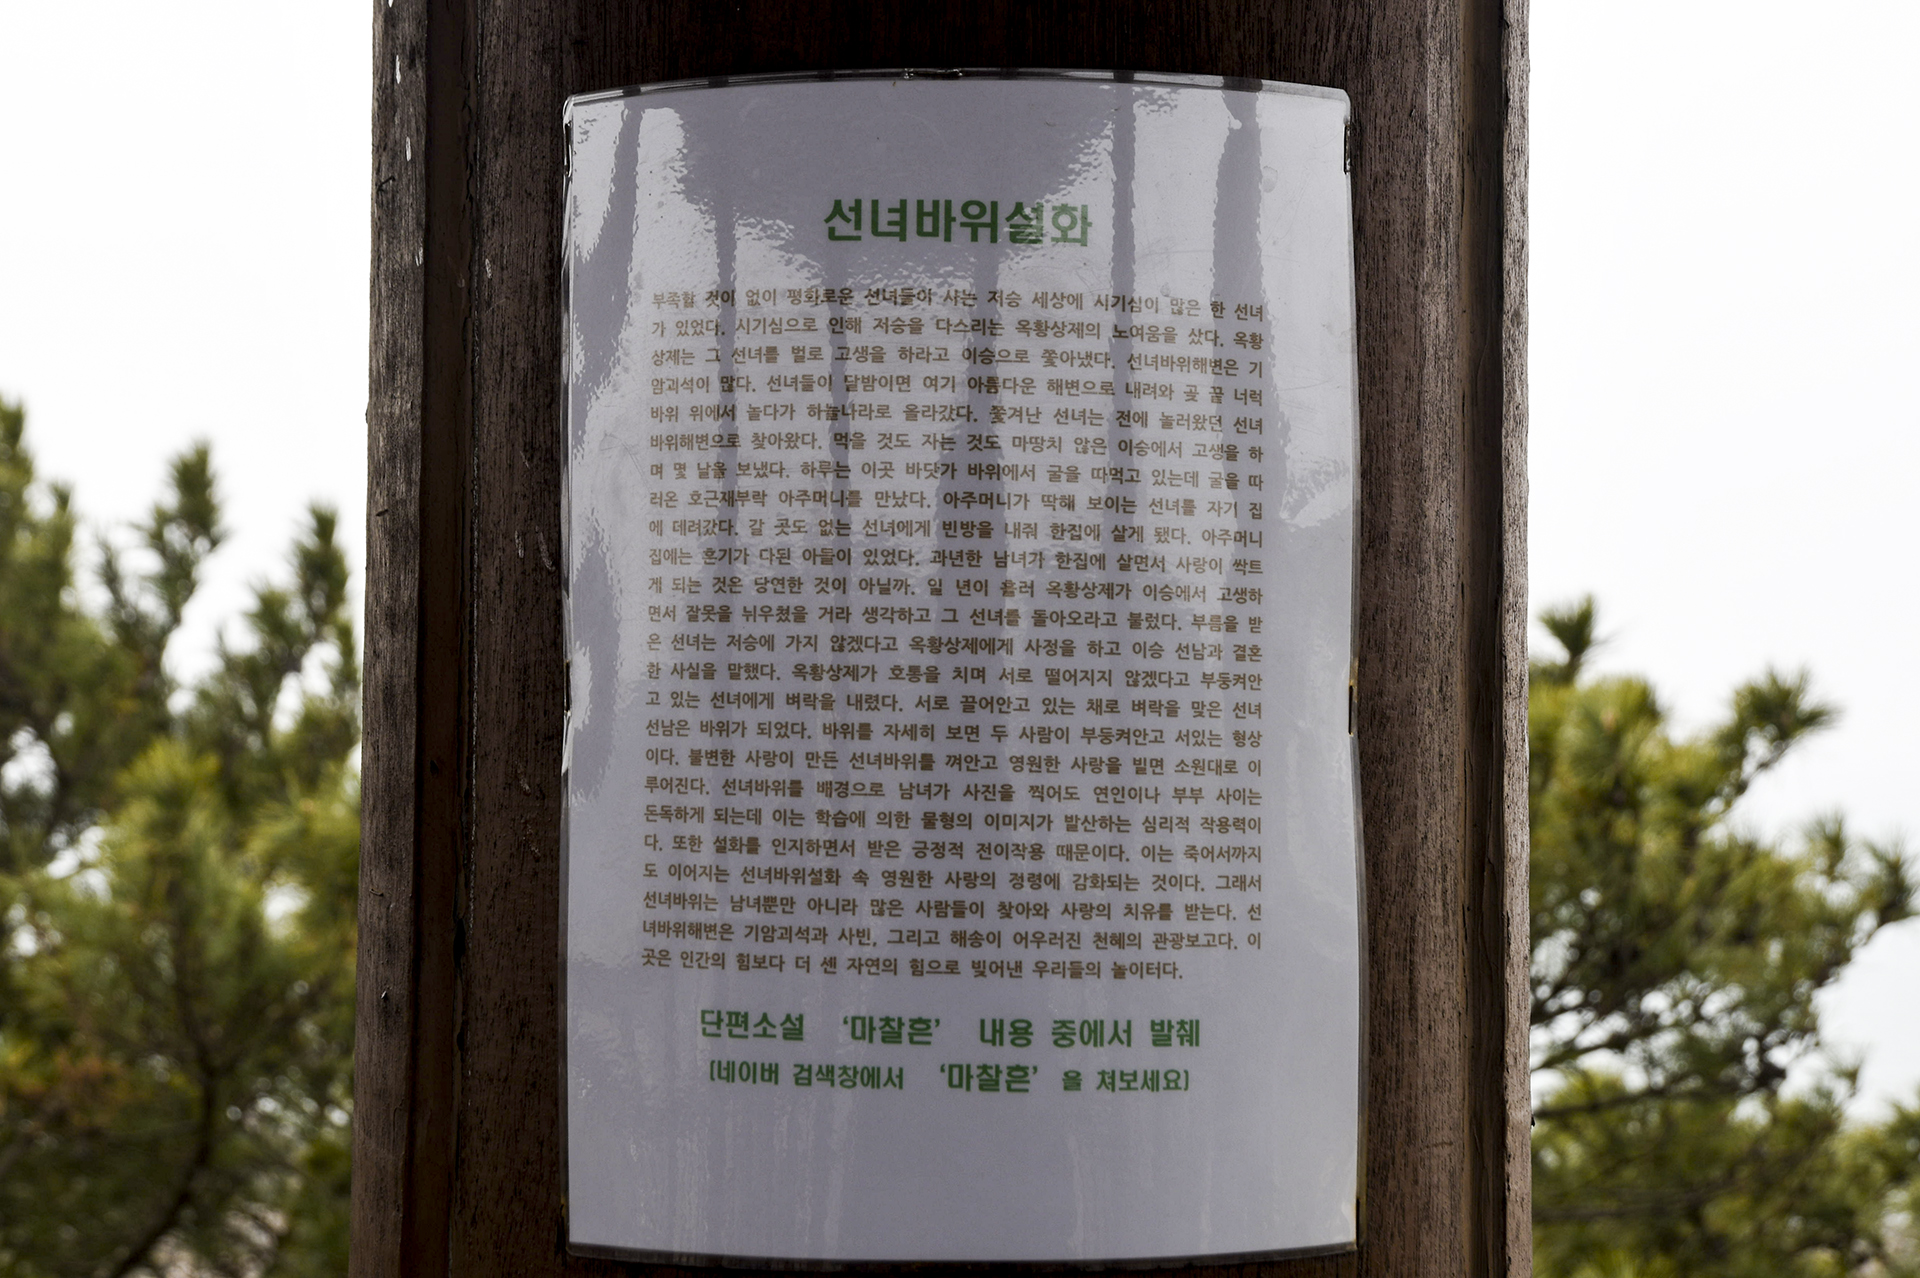 선녀바위설화
부족할 것이 없이 평화로운 선녀들이 사는 저승 세상에 시기심이 많은 한 선녀
가 있었다. 시기심으로 인해 저승을 다스리는 옥황상제의 노여움을 샀다. 옥황
상제는 그 선녀를 벌로 고생을 하라고 이승으로 쫓아냈다. 선녀바위해변은 기
암괴석이 많다. 선녀들이 달밤이면 여기 아름다운 해변으로 내려와 곷 꿀 너럭
바위 위에서 놀다가 하늘나라로 올라갔다. 쫓겨난 선녀는 전에 놀러왔던 선녀
바위해변으로 찾아왔다. 먹을 것도 자는 것도 마땅치 않은 이승에서 고생을 하
며 몇 날을 보냈다. 하루는 이곳 바닷가 바위에서 굴을 따먹고 있는데 굴을 따
러온 호근재부락 아주머니를 만났다. 아주머니가 딱해 보이는 선녀를 자기 집
에 데려갔다. 갈 곳도 없는 선녀에게 빈방을 내줘 한집에 살게 됐다. 아주머니
집에는 혼기가 다된 아들이 있었다. 과년한 남녀가 한집에 살면서 사랑이 싹트
게 되는 것은 당연한 것이 아닐까. 일 년이 흘러 옥황상제가 이승에서 고생하
면서 잘못을 뉘우쳤을 거라 생각하고 그 선녀를 돌아오라고 불렀다. 부름을 받
은 선녀는 저승에 가지 않겠다고 옥황상제에게 사정을 하고 이승 선남과 결혼
한 사실을 말했다. 옥황상제가 호통을 치며 서로 떨어지지 않겠다고 부둥켜안
고 있는 선녀에게 벼락을 내렸다. 서로 끌어안고 있는 채로 벼락을 맞은 선녀
선남은 바위가 되었다. 바위를 자세히 보면 두 사람이 부둥켜안고 서있는 형상
이다. 불변한 사랑이 만든 선녀바위를 껴안고 영원한 사랑을 빌면 소원대로 이
루어진다. 선녀바위를 배경으로 남녀가 사진을 찍어도 연인이나 부부 사이는
돈독하게 되는데 이는 학습에 의한 물형의 이미지가 발산하는 심리적 작용력이
다. 또한 설화를 인지하면서 받은 긍정적 전이작용 때문이다. 이는 죽어서까지
도 이어지는 선녀바위설화 속 영원한 사랑의 정령에 감화되는 것이다. 그래서
선녀바위는 남녀뿐만 아니라 많은 사람들이 찾아와 사랑의 치유를 받는다. 선
녀바위해변은 기암괴석과 사빈, 그리고 해송이 어우러진 천혜의 관광보고다. 이
곳은 인간의 힘보다 더 센 자연의 힘으로 빚어낸 우리들의 놀이터다.
단편소설 '마찰흔' 내용 중에서 발췌
(네이버 검색창에서 '마찰흔' 을 쳐보세요)